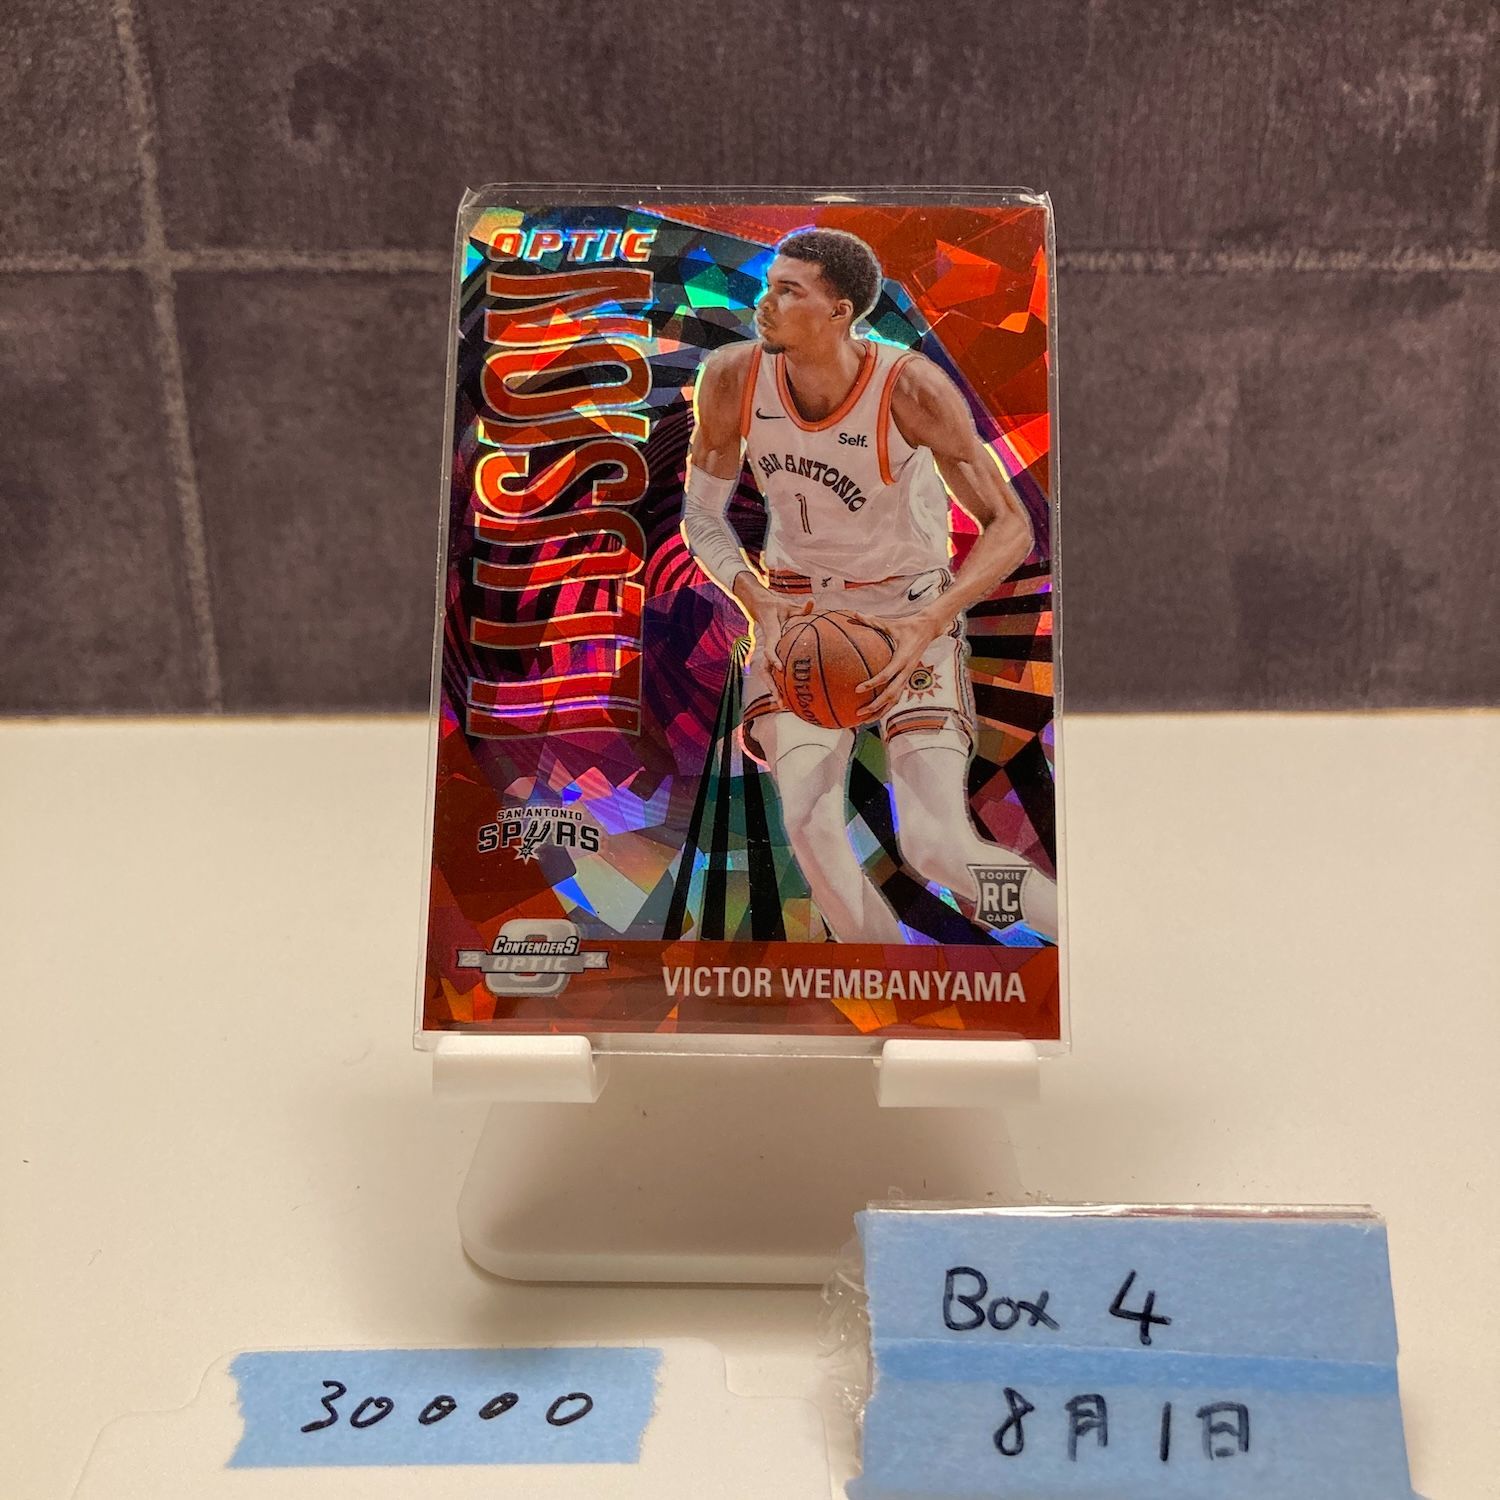 OPTIC
ILLUSION
Self.
SAN ANTONIO
1
Wilson
SAN ANTONIO
SPURS
ROOKIE
RC
CARD
CONTENDERS
23 OPTIC 24
VICTOR WEMBANYAMA
Box 4
8月1日
30000